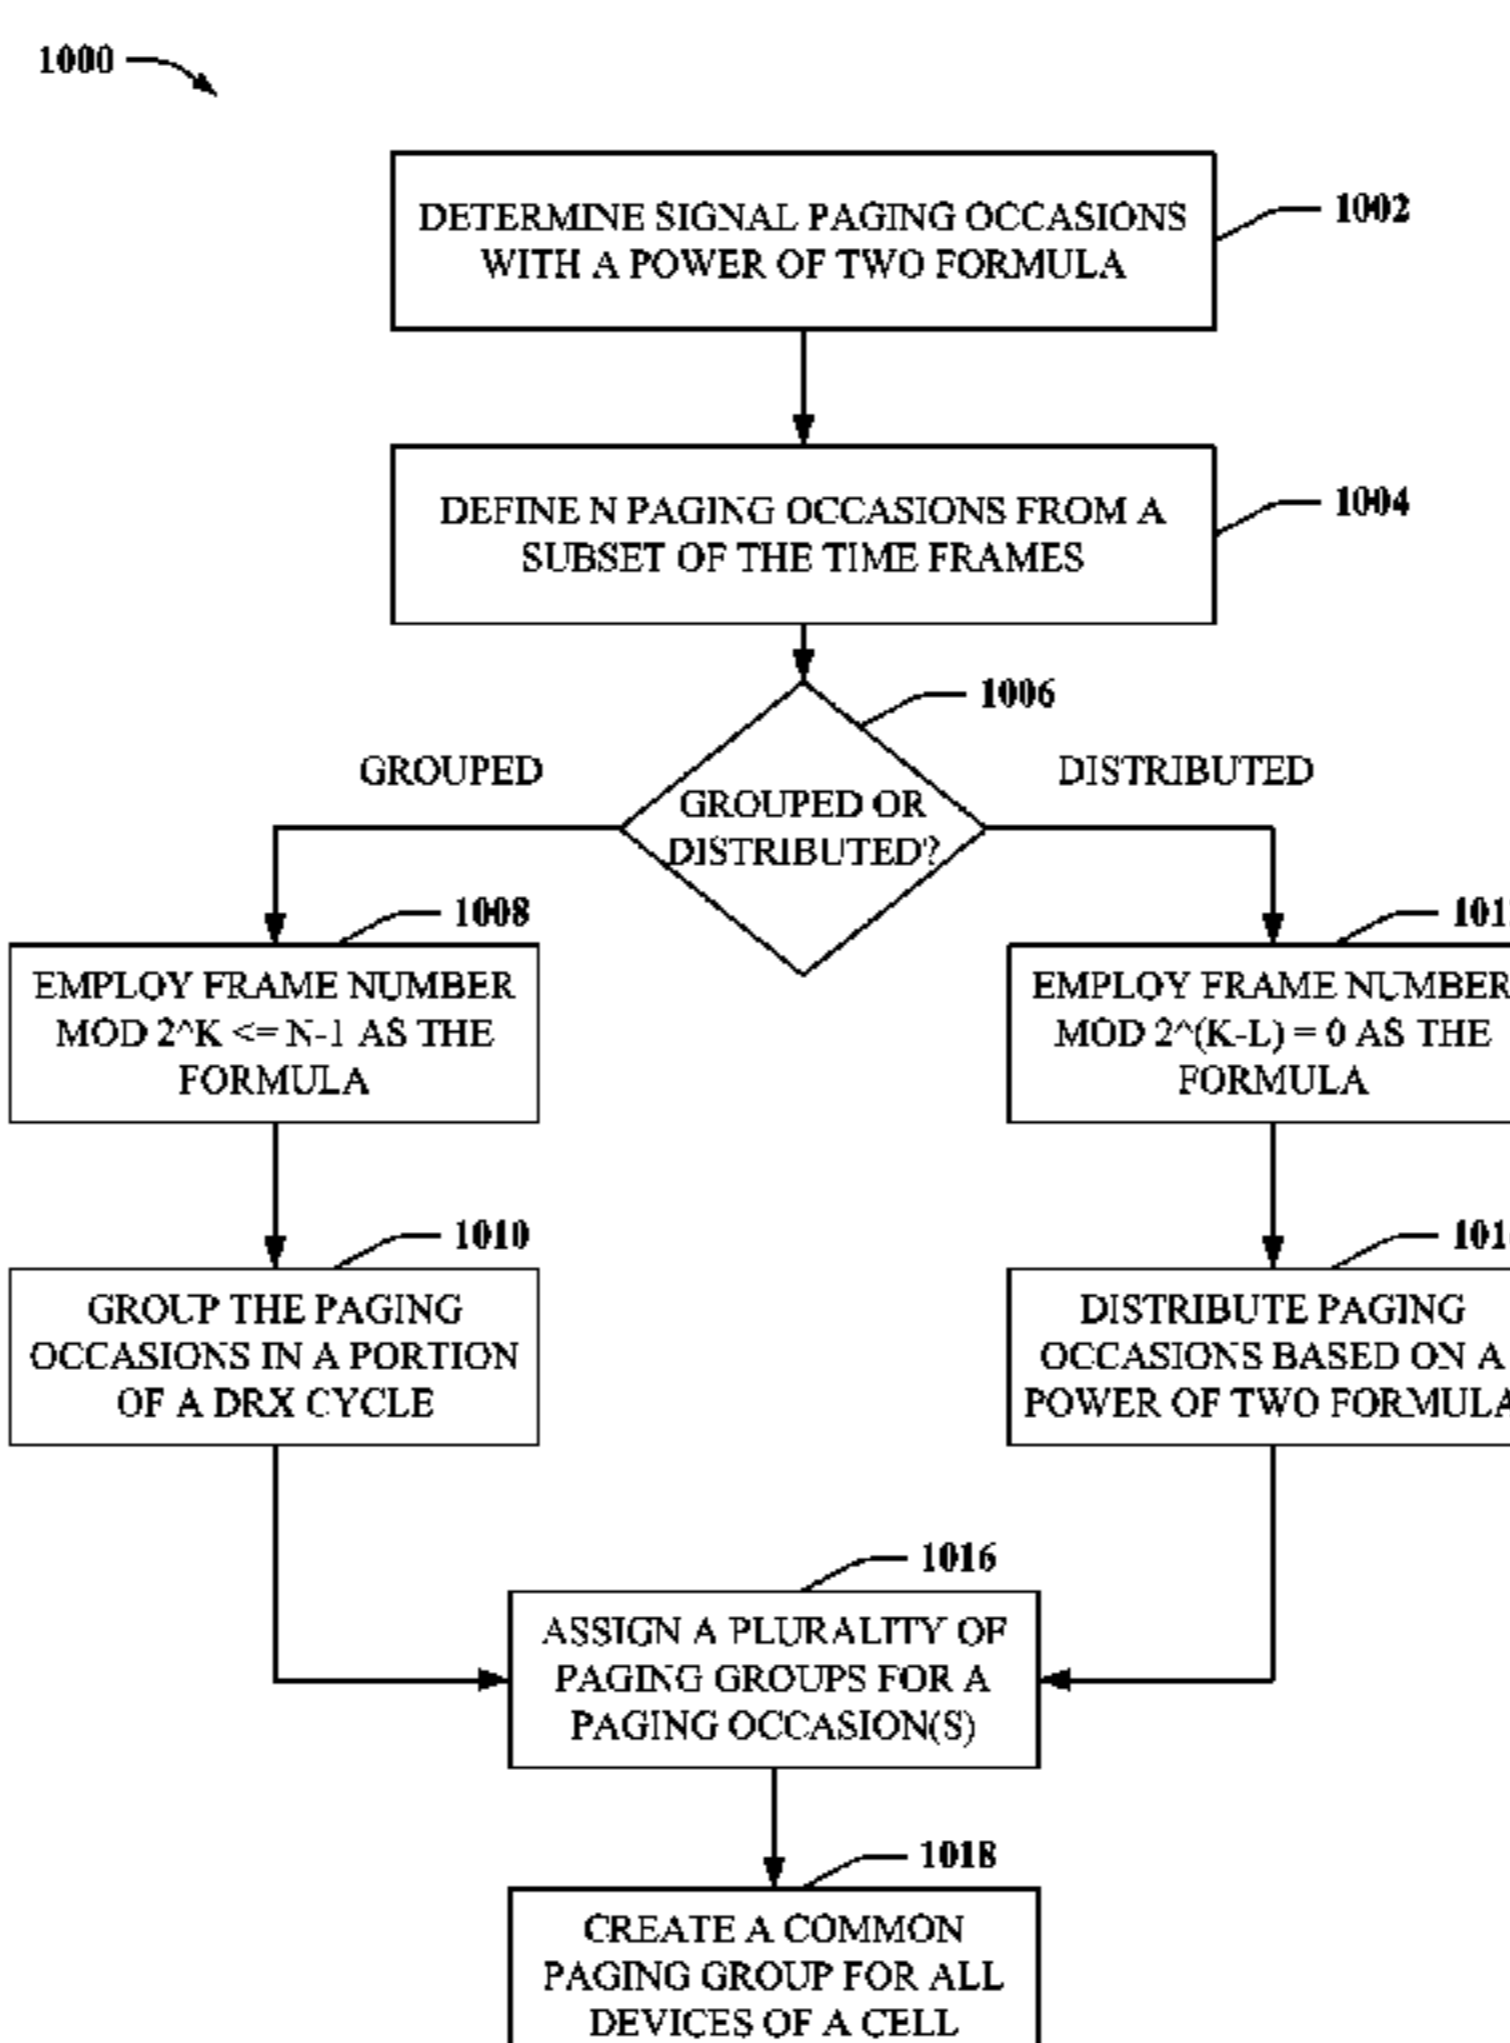 1000
DETERMINE SIGNAL PAGING OCCASIONS
WITH A POWER OF TWO FORMULA
1002
DEFINE N PAGING OCCASIONS FROM A
SUBSET OF THE TIME FRAMES
1004
1006
GROUPED
DISTRIBUTED
GROUPED OR
DISTRIBUTED?
1008
EMPLOY FRAME NUMBER
MOD 2^K <= N-1 AS THE
FORMULA
EMPLOY FRAME NUMBER
MOD 2^(K-L) = 0 AS THE
FORMULA
1010
GROUP THE PAGING
OCCASIONS IN A PORTION
OF A DRX CYCLE
DISTRIBUTE PAGING
OCCASIONS BASED ON A
POWER OF TWO FORMULA
1016
ASSIGN A PLURALITY OF
PAGING GROUPS FOR A
PAGING OCCASION(S)
1018
CREATE A COMMON
PAGING GROUP FOR ALL
DEVICES OF A CELL